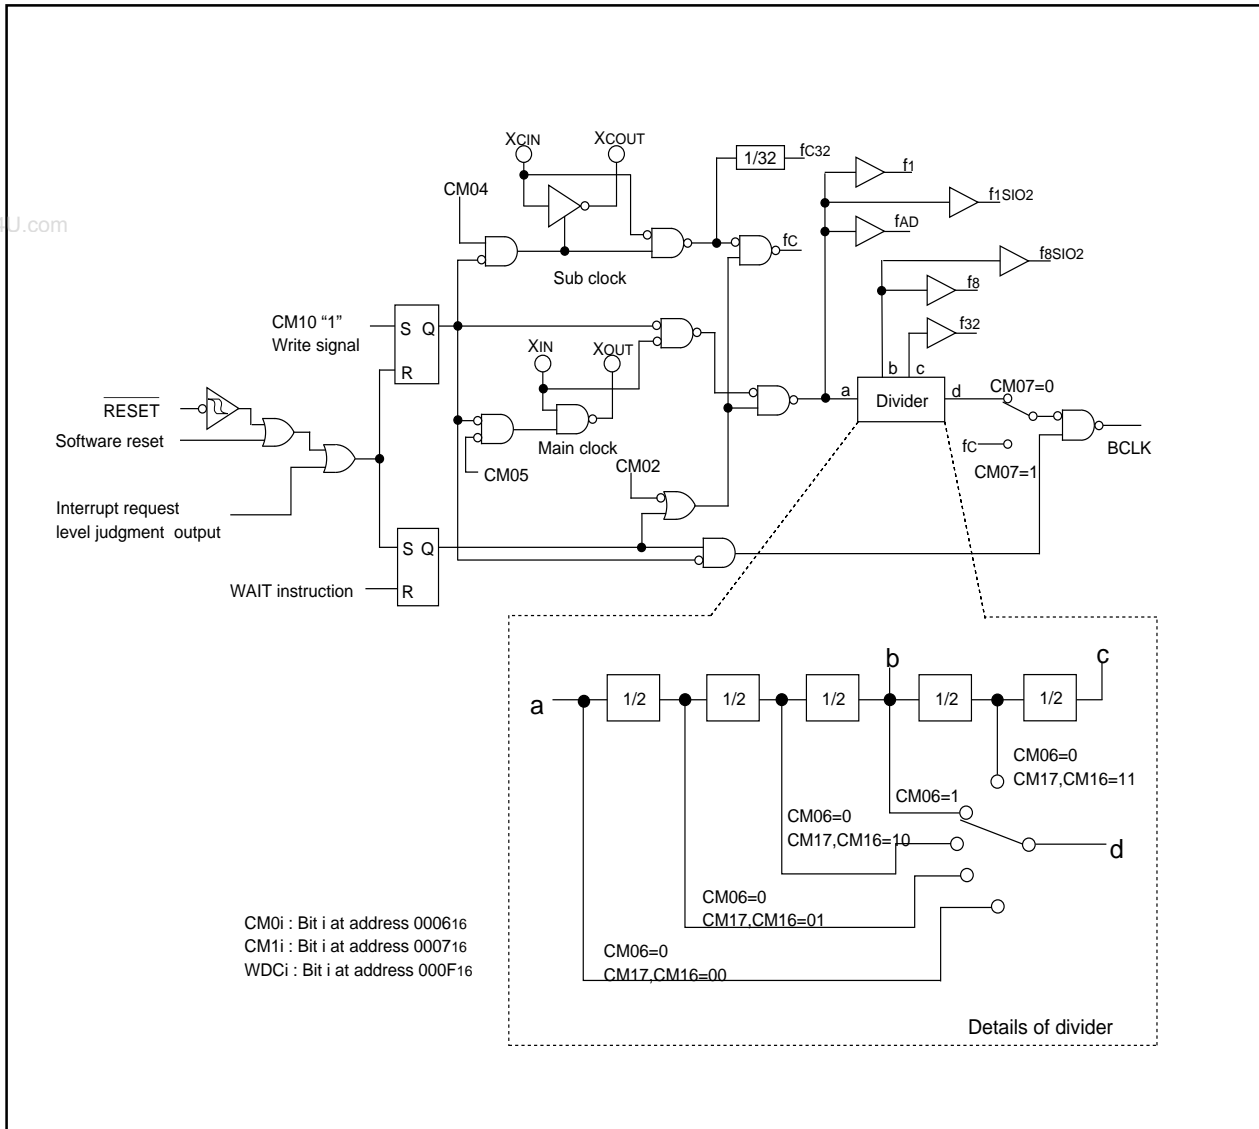 XCIN
XCOUT
1/32
fC32
f1
CM04
f1SIO2
4U.com
fAD
fC
f8SIO2
Sub clock
f8
CM10 “1”
Write signal
S Q
R
XIN
XOUT
f32
b c
a
Divider
d
CM07=0
RESET
Software reset
Main clock
fC
CM07=1
BCLK
CM05
CM02
Interrupt request
level judgment output
S Q
R
WAIT instruction
b
c
a
1/2
1/2
1/2
1/2
1/2
CM06=0
CM17,CM16=11
CM06=1
CM06=0
CM17,CM16=10
d
CM06=0
CM17,CM16=01
CM06=0
CM17,CM16=00
CM0i : Bit i at address 000616
CM1i : Bit i at address 000716
WDCi : Bit i at address 000F16
Details of divider